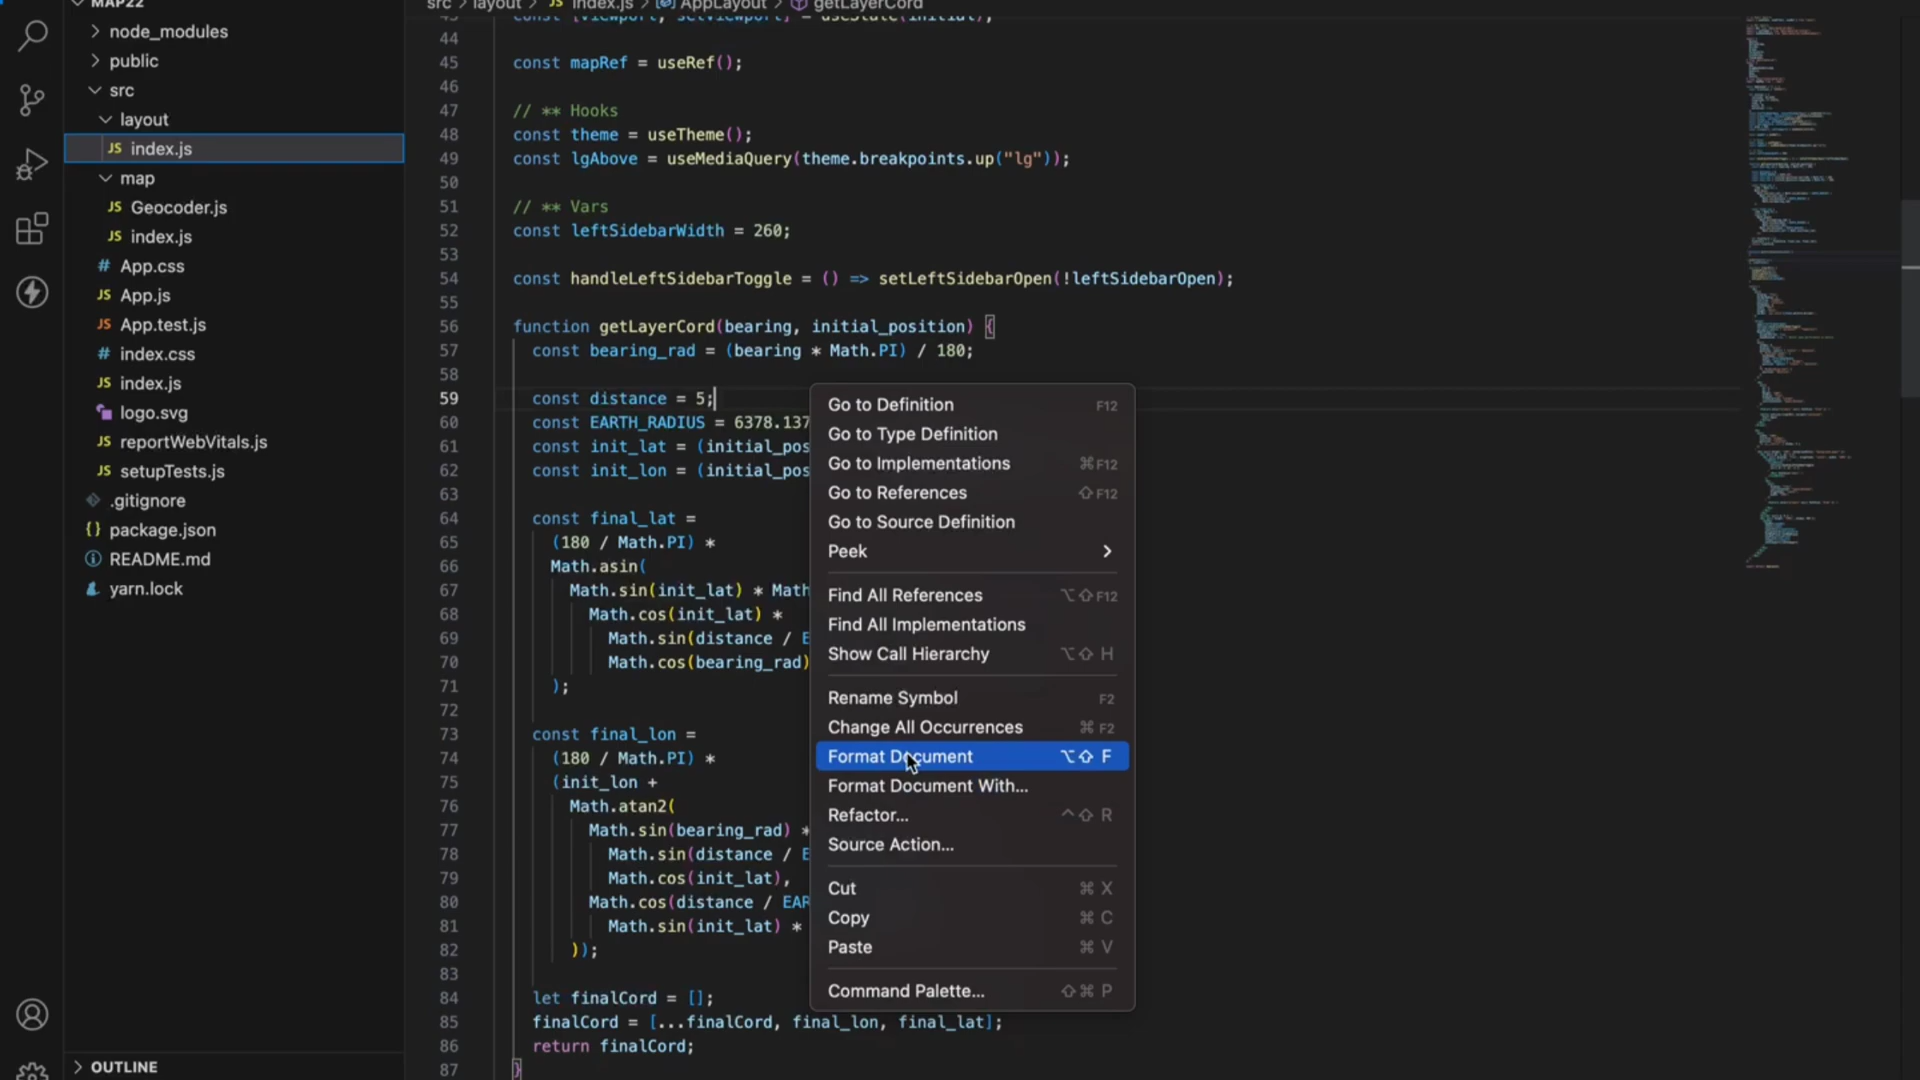 MAP22
node_modules
public
src
layout
JS index.js
map
JS Geocoder.js
JS index.js
# App.css
JS App.js
JS App.test.js
# index.css
JS index.js
logo.svg
JS reportWebVitals.js
JS setupTests.js
.gitignore
{} package.json
README.md
yarn.lock
OUTLINE
src > layout > JS index.js > AppLayout > getLayerCord
43 const [viewport, setViewport] = useState(initial);
44
45 const mapRef = useRef();
46
47 // ** Hooks
48 const theme = useTheme();
49 const lgAbove = useMediaQuery(theme.breakpoints.up("lg"));
50
51 // ** Vars
52 const leftSidebarWidth = 260;
53
54 const handleLeftSidebarToggle = () => setLeftSidebarOpen(!leftSidebarOpen);
55
56 function getLayerCord(bearing, initial_position) {
57 const bearing_rad = (bearing * Math.PI) / 180;
58
59 const distance = 5;
60 const EARTH_RADIUS = 6378.137
61 const init_lat = (initial_pos
62 const init_lon = (initial_pos
63
64 const final_lat =
65 (180 / Math.PI) *
66 Math.asin(
67 Math.sin(init_lat) * Math
68 Math.cos(init_lat) *
69 Math.sin(distance / E
70 Math.cos(bearing_rad)
71 );
72
73 const final_lon =
74 (180 / Math.PI) *
75 (init_lon +
76 Math.atan2(
77 Math.sin(bearing_rad) *
78 Math.sin(distance / E
79 Math.cos(init_lat),
80 Math.cos(distance / EAR
81 Math.sin(init_lat) *
82 ));
83
84 let finalCord = [];
85 finalCord = [...finalCord, final_lon, final_lat];
86 return finalCord;
87 }
Go to Definition F12
Go to Type Definition
Go to Implementations ⌘F12
Go to References ⇧F12
Go to Source Definition
Peek
Find All References ⌥⇧F12
Find All Implementations
Show Call Hierarchy ⌥⇧ H
Rename Symbol F2
Change All Occurrences ⌘ F2
Format Document ⌥⇧ F
Format Document With...
Refactor... ^⇧ R
Source Action...
Cut ⌘ X
Copy ⌘ C
Paste ⌘ V
Command Palette... ⇧⌘ P